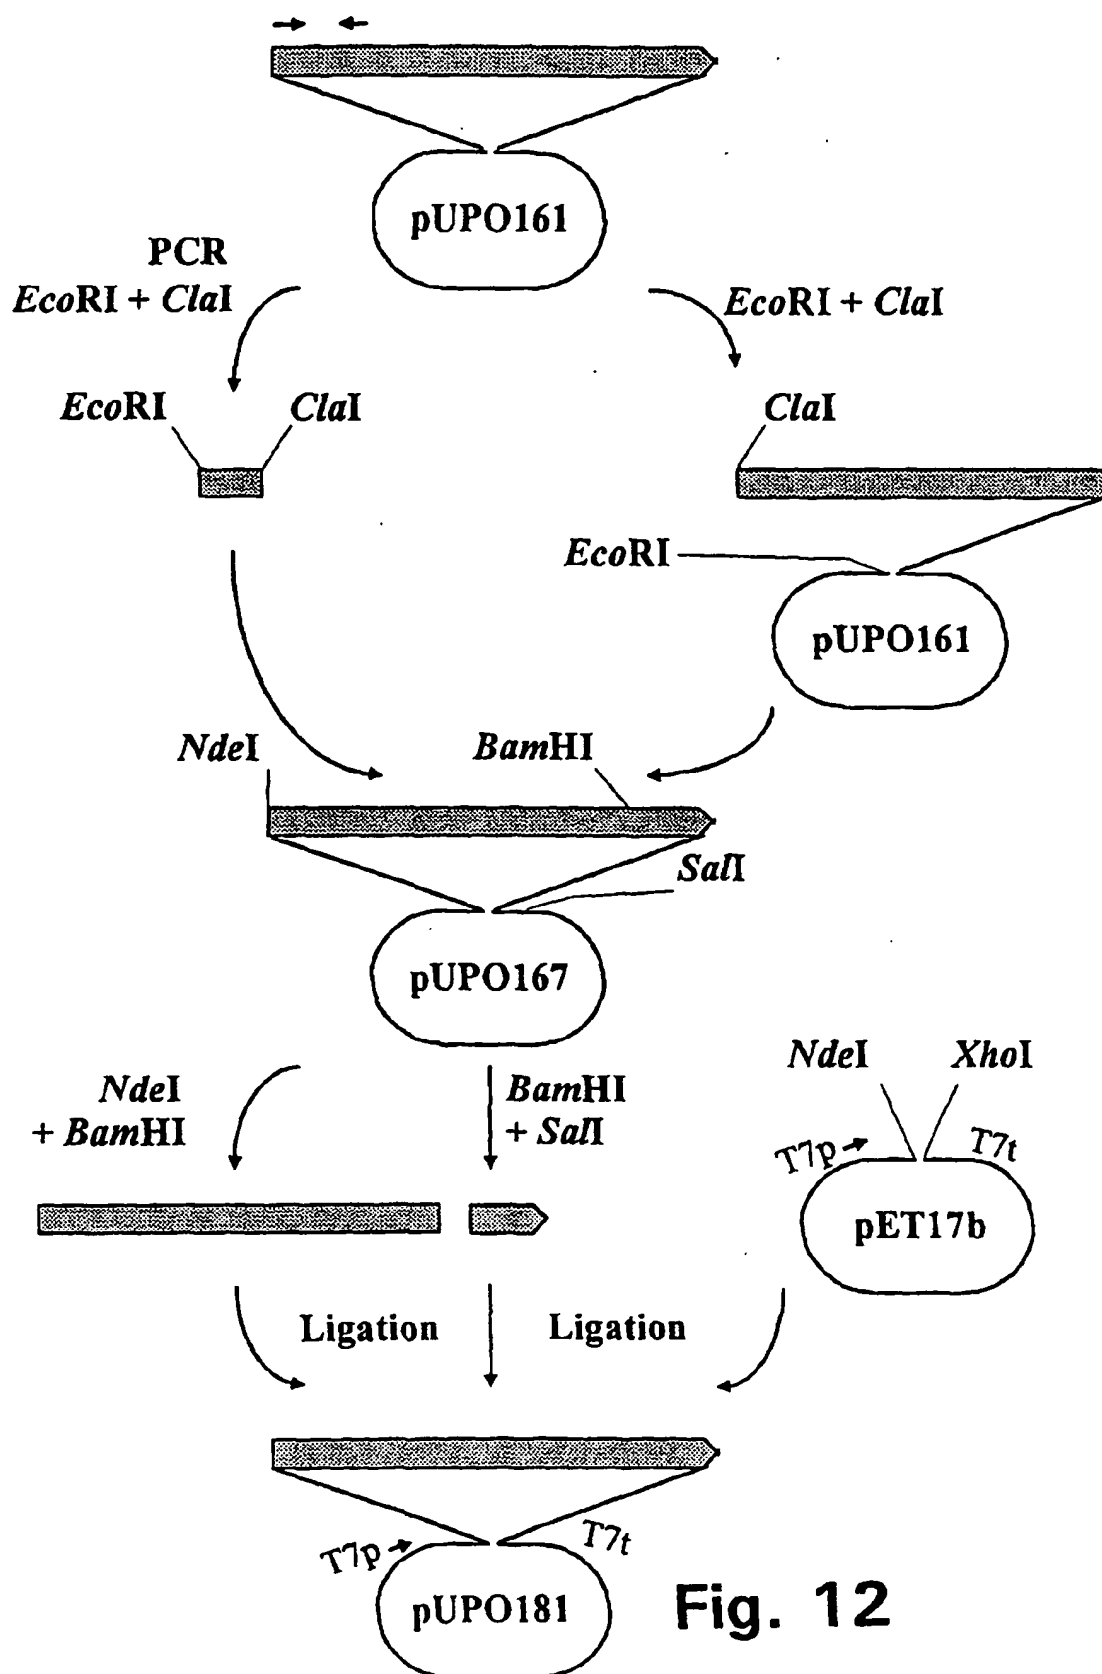 pUPO161
PCR
EcoRI + ClaI
EcoRI + ClaI
EcoRI
ClaI
ClaI
EcoRI
pUPO161
NdeI
BamHI
SalI
pUPO167
NdeI
+ BamHI
BamHI
+ SalI
NdeI
XhoI
T7p
T7t
pET17b
Ligation
Ligation
T7p
T7t
pUPO181
Fig. 12